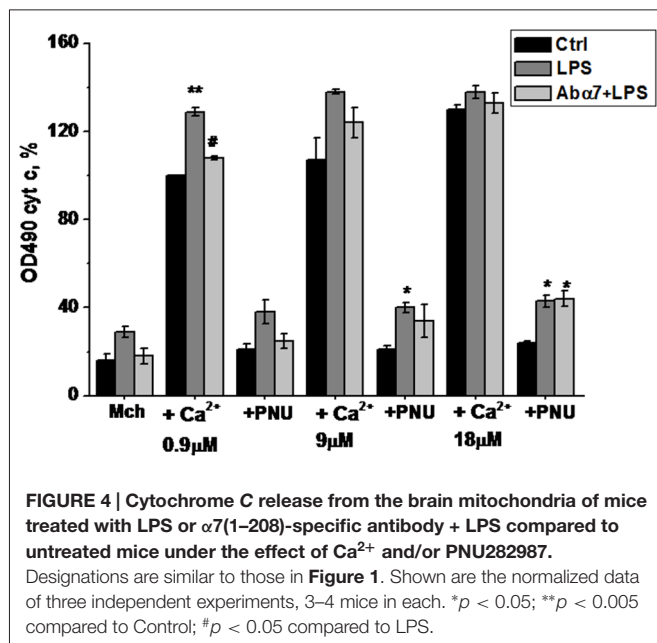 160
120
80
40
0
OD490 cyt c, %
Ctrl
LPS
Abα7+LPS
**
#
*
* *
Mch + Ca²⁺ +PNU + Ca²⁺ +PNU + Ca²⁺ +PNU
0.9µM 9µM 18µM
FIGURE 4 | Cytochrome C release from the brain mitochondria of mice
treated with LPS or α7(1–208)-specific antibody + LPS compared to
untreated mice under the effect of Ca²⁺ and/or PNU282987.
Designations are similar to those in Figure 1. Shown are the normalized data
of three independent experiments, 3–4 mice in each. *p < 0.05; **p < 0.005
compared to Control; #p < 0.05 compared to LPS.